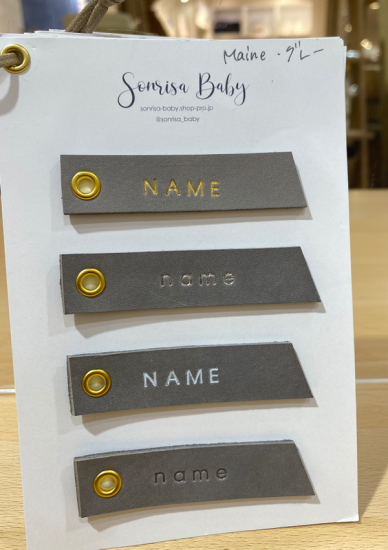 Maine・グレー
Sonrisa Baby
sonrisa-baby.shop-pro.jp
@sonrisa_baby
NAME
name
NAME
name